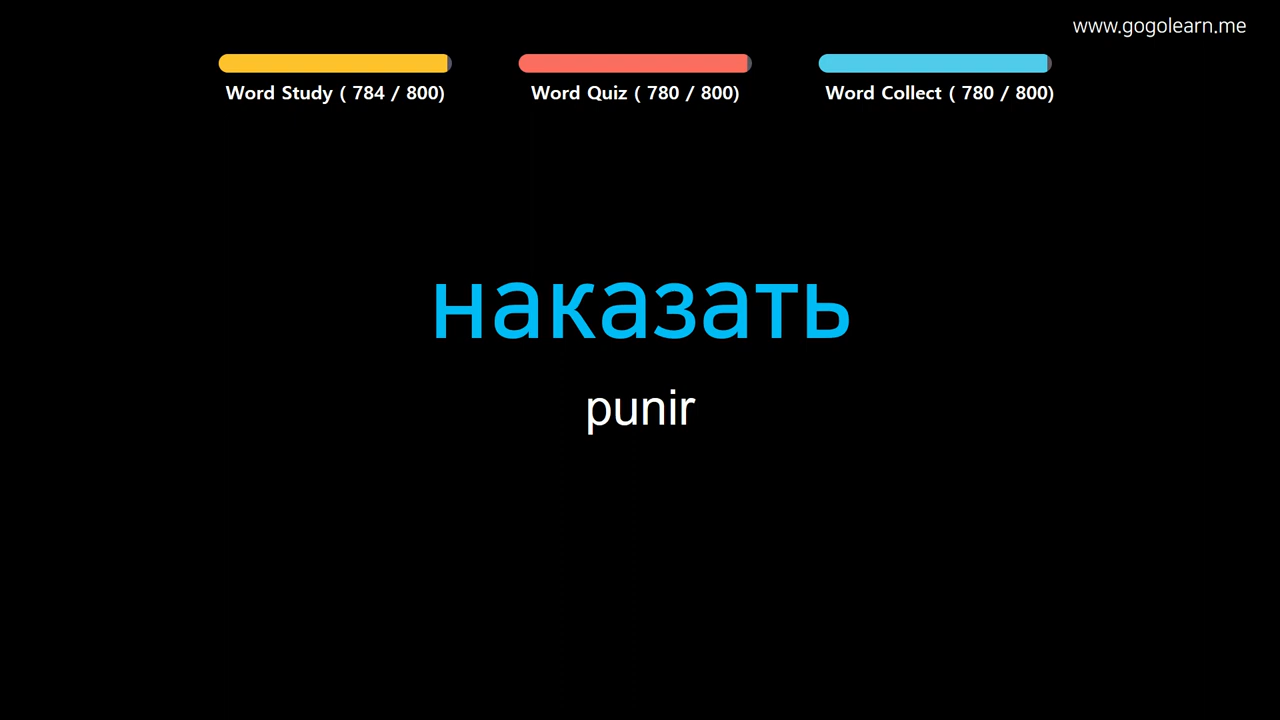 www.gogolearn.me
Word Study ( 784 / 800)
Word Quiz ( 780 / 800)
Word Collect ( 780 / 800)
наказать
punir